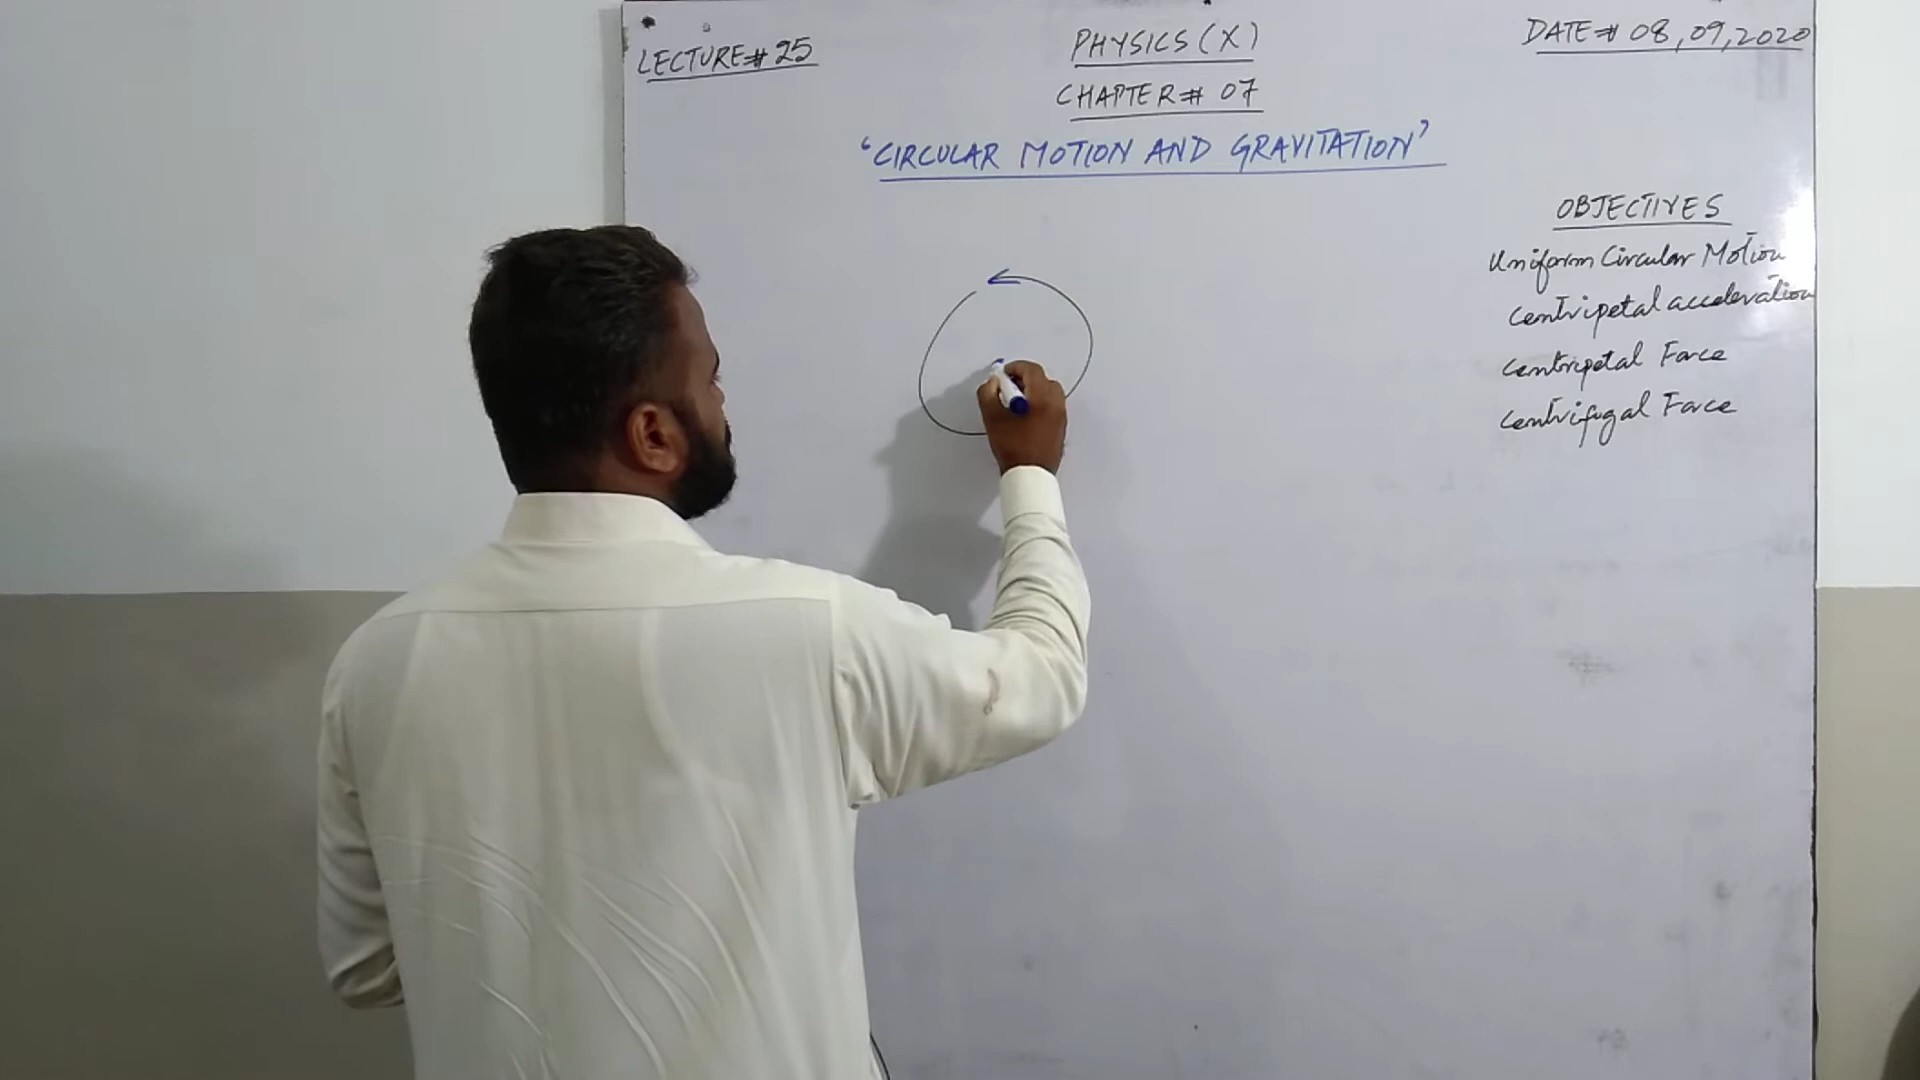 LECTURE# 25
PHYSICS (X)
DATE# 08,09,2020
CHAPTER# 07
"CIRCULAR MOTION AND GRAVITATION"
OBJECTIVES
Uniform Circular Motion
Centripetal acceleration
Centripetal Force
Centrifugal Force